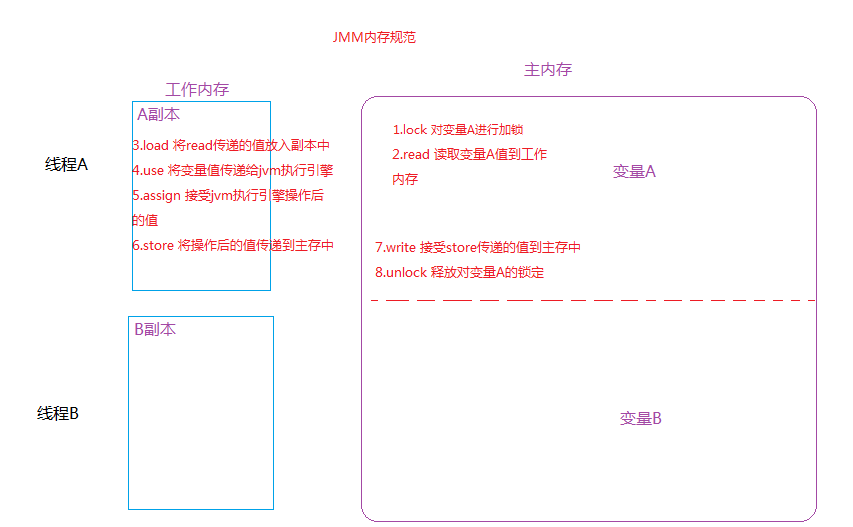 JMM内存规范
主内存
工作内存
A副本
线程A
3.load 将read传递的值放入副本中
4.use 将变量值传递给jvm执行引擎
5.assign 接受jvm执行引擎操作后
的值
6.store 将操作后的值传递到主存中
1.lock 对变量A进行加锁
2.read 读取变量A值到工作
内存
变量A
7.write 接受store传递的值到主存中
8.unlock 释放对变量A的锁定
B副本
线程B
变量B